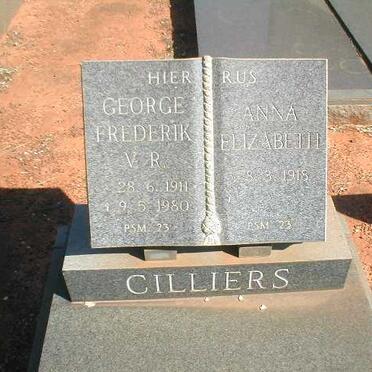 HIER RUS
GEORGE
FREDERIK
V. R.
* 28. 6. 1911
† 9. 5. 1980
PSM. 23
ANNA
ELIZABETH
* 8. 3. 1918
†
PSM. 23
CILLIERS